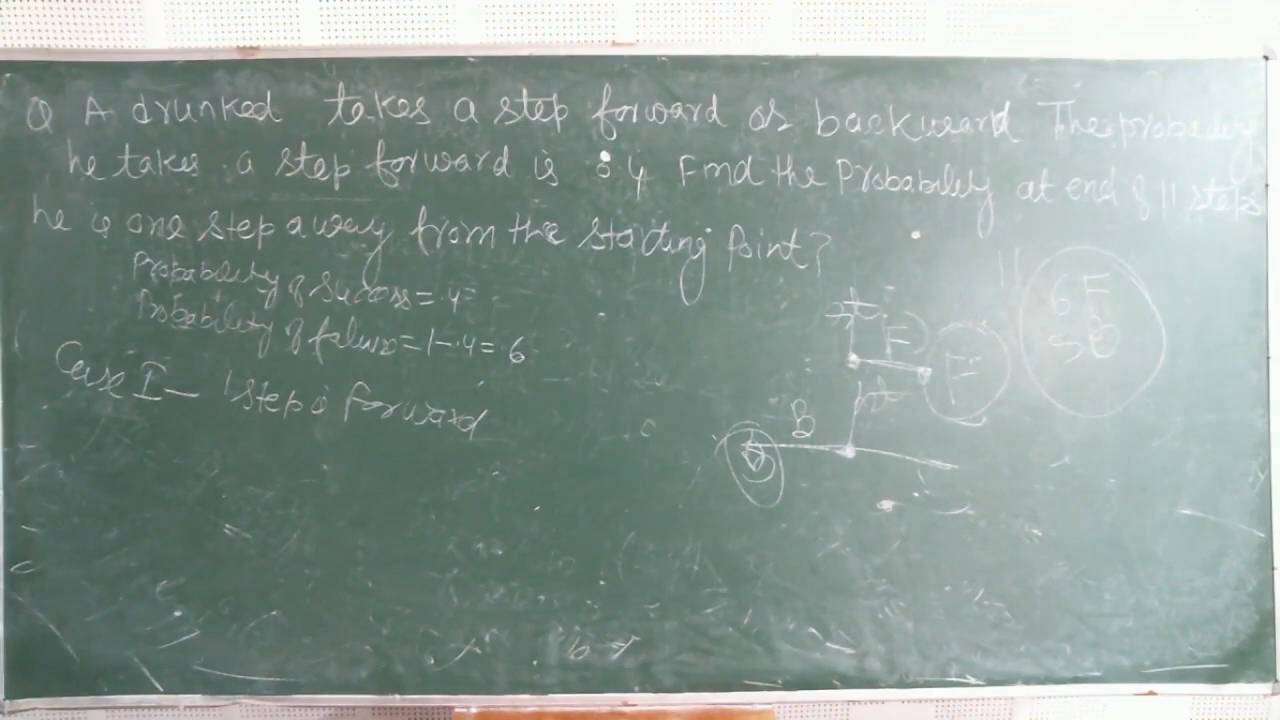 Q A drunked takes a step forward or backward The probability
he takes a step forward is .4 Find the Probability at end of 11 steps
he is one step away from the starting Point?
Probability of Success = .4
Probability of failure = 1 - .4 = .6
Case I - 1 step is forward
11
6 F
5 B
F
F
B
B